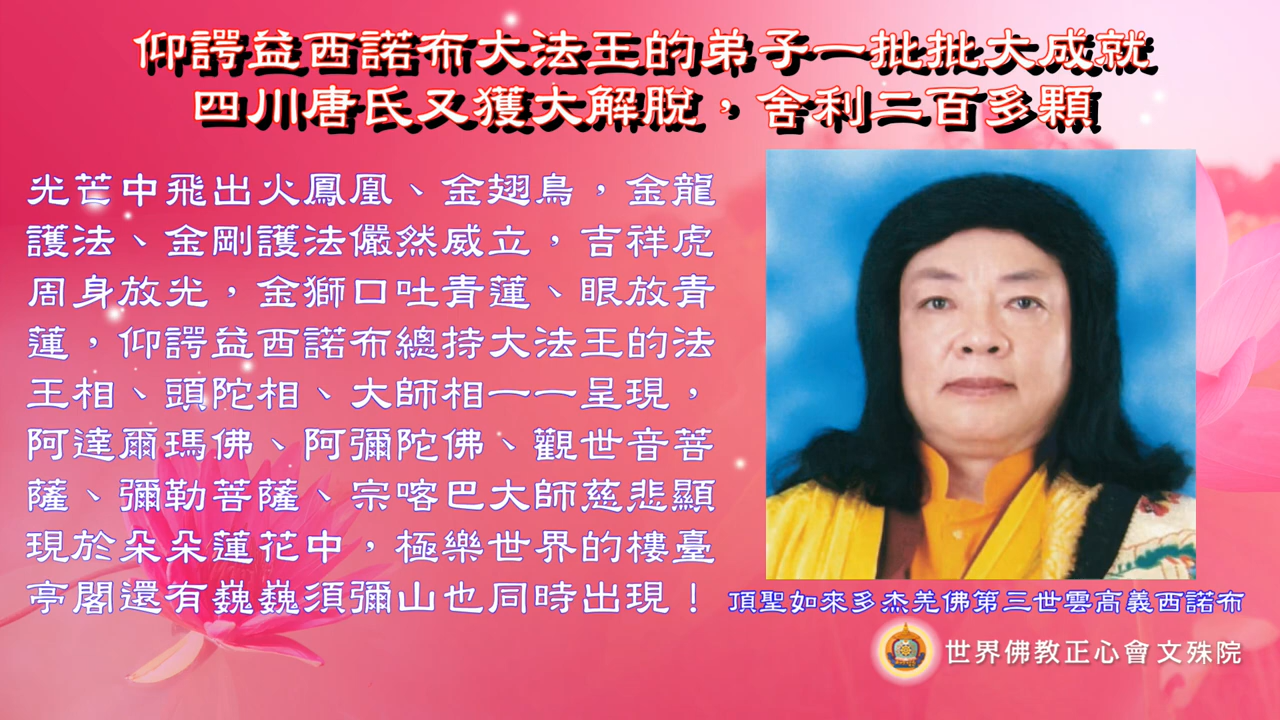 仰諤益西諾布大法王的弟子一批批大成就
四川唐氏又獲大解脫，舍利二百多顆
光芒中飛出火鳳凰、金翅鳥，金龍
護法、金剛護法儼然威立，吉祥虎
周身放光，金獅口吐青蓮、眼放青
蓮，仰諤益西諾布總持大法王的法
王相、頭陀相、大師相一一呈現，
阿達爾瑪佛、阿彌陀佛、觀世音菩
薩、彌勒菩薩、宗喀巴大師慈悲顯
現於朵朵蓮花中，極樂世界的樓臺
亭閣還有巍巍須彌山也同時出現！
頂聖如來多杰羌佛第三世雲高義西諾布
世界佛教正心會文殊院